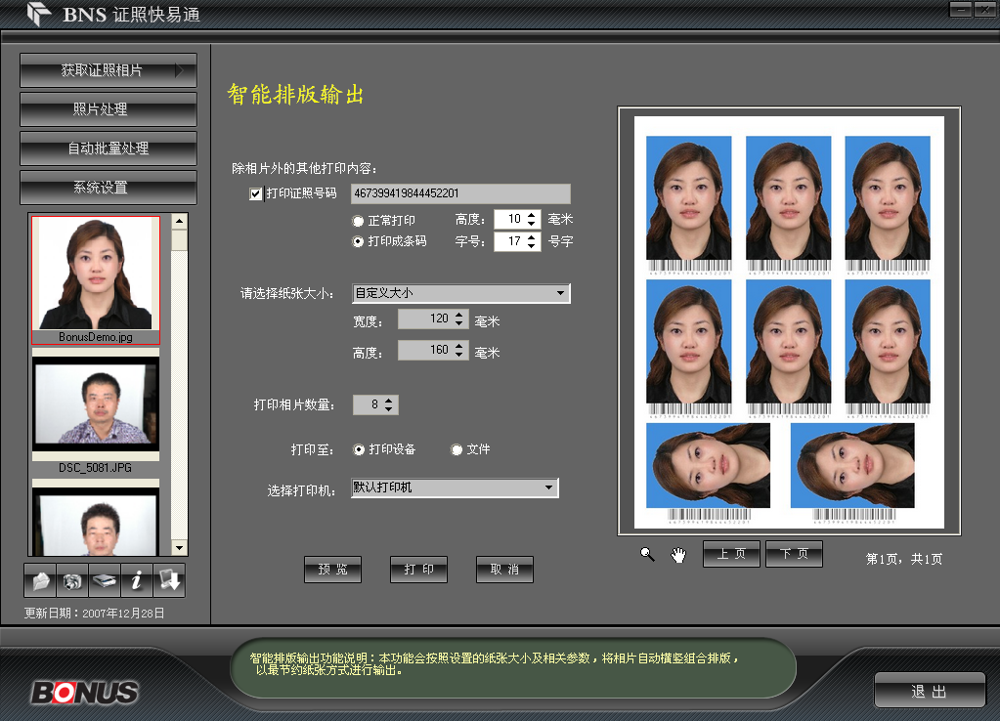 BNS 证照快易通
获取证照相片
照片处理
自动批量处理
系统设置
BonusDemo.jpg
DSC_5081.JPG
更新日期：2007年12月28日
智能排版输出
除相片外的其他打印内容：
打印证照号码 467399419844452201
正常打印 高度： 10 毫米
打印成条码 字号： 17 号字
请选择纸张大小： 自定义大小
宽度： 120 毫米
高度： 160 毫米
打印相片数量： 8
打印至： 打印设备 文件
选择打印机： 默认打印机
预 览 打 印 取 消
467399419844452201 467399419844452201 467399419844452201
467399419844452201 467399419844452201 467399419844452201
467399419844452201 467399419844452201
上 页 下 页 第1页，共1页
智能排版输出功能说明：本功能会按照设置的纸张大小及相关参数，将相片自动横竖组合排版，
以最节约纸张方式进行输出。
BONUS
退 出